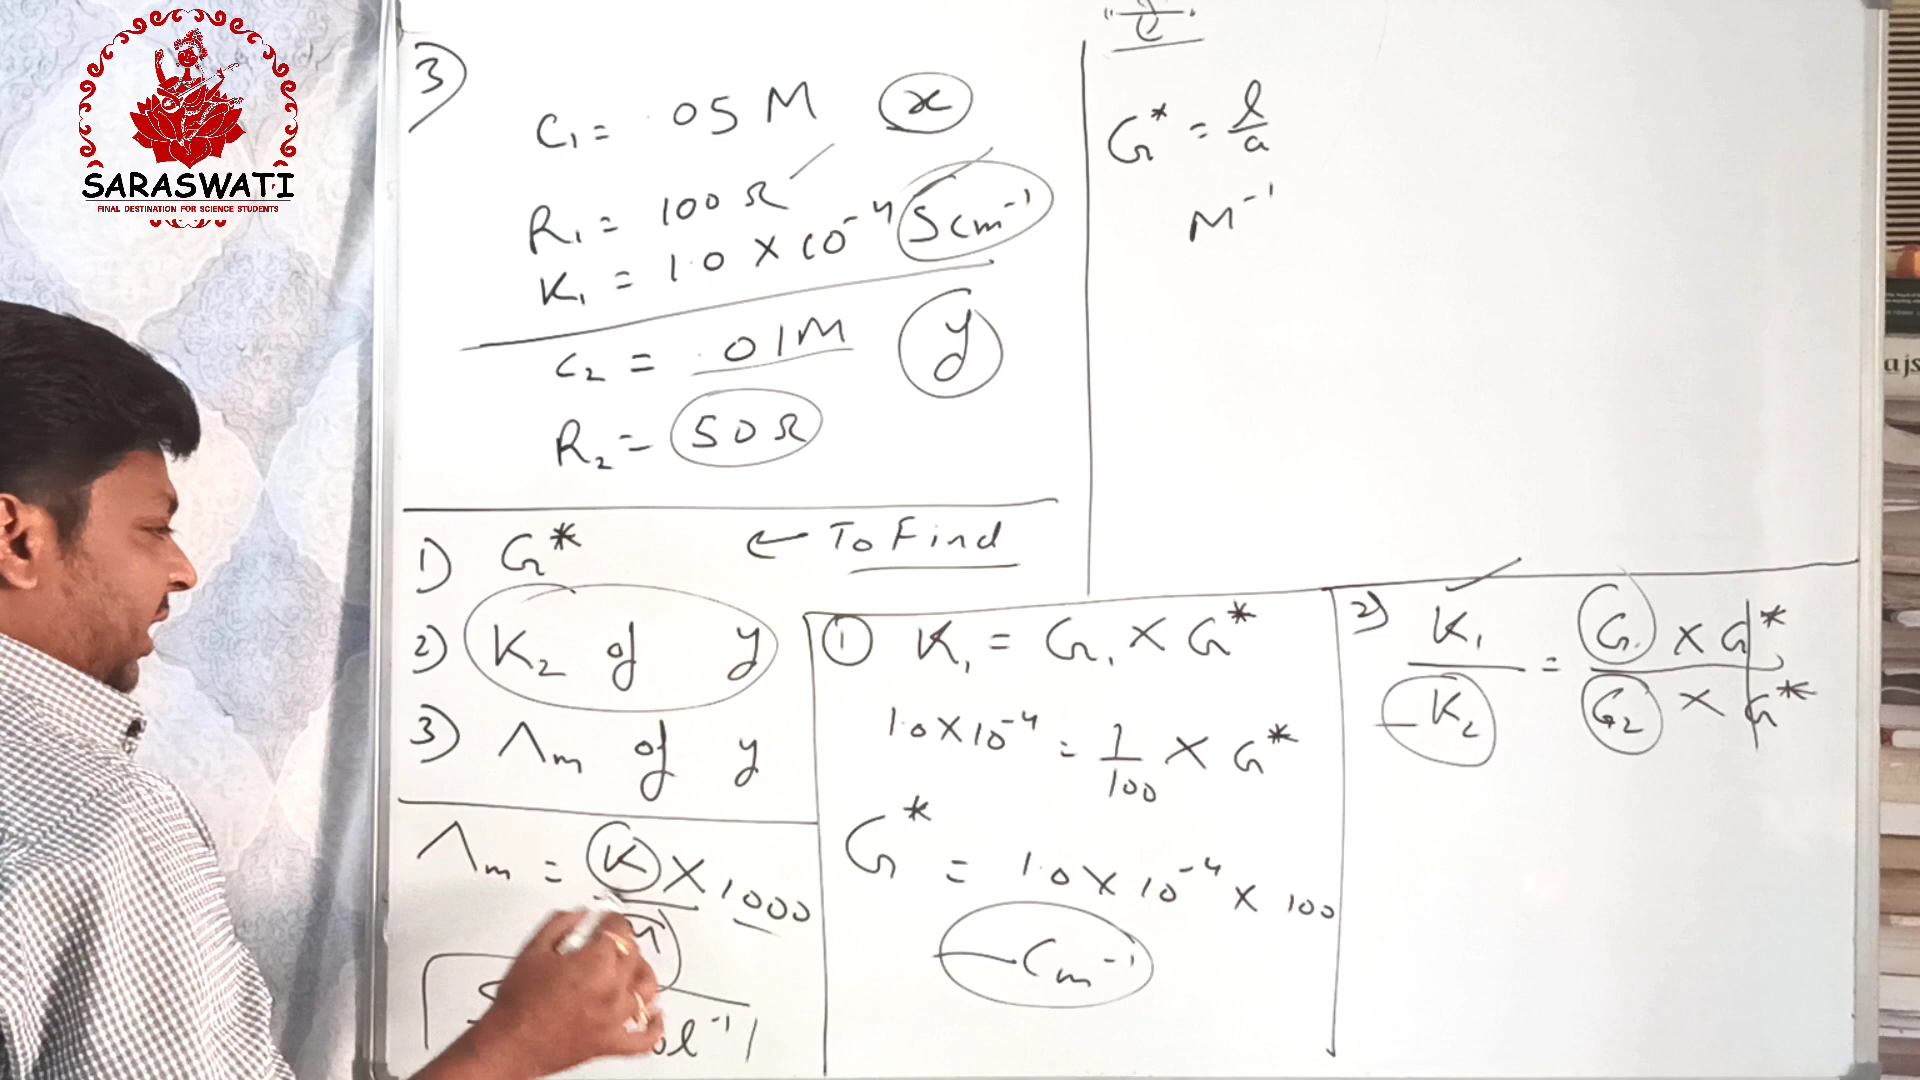 SARASWATI
FINAL DESTINATION FOR SCIENCE STUDENTS
3)
C₁ = .05 M x
R₁ = 100 Ω
K₁ = 1.0 × 10⁻⁴ S cm⁻¹
C₂ = .01M y
R₂ = 50 Ω
G* = l/a
M⁻¹
← To Find
1) G*
2) K₂ of y
3) Λm of y
Λm = K × 1000 / M
mol⁻¹
① K₁ = G₁ × G*
1.0 × 10⁻⁴ = 1/100 × G*
G* = 1.0 × 10⁻⁴ × 100
— Cm⁻¹
2) K₁ / K₂ = G₁ × G* / G₂ × G*
ajs